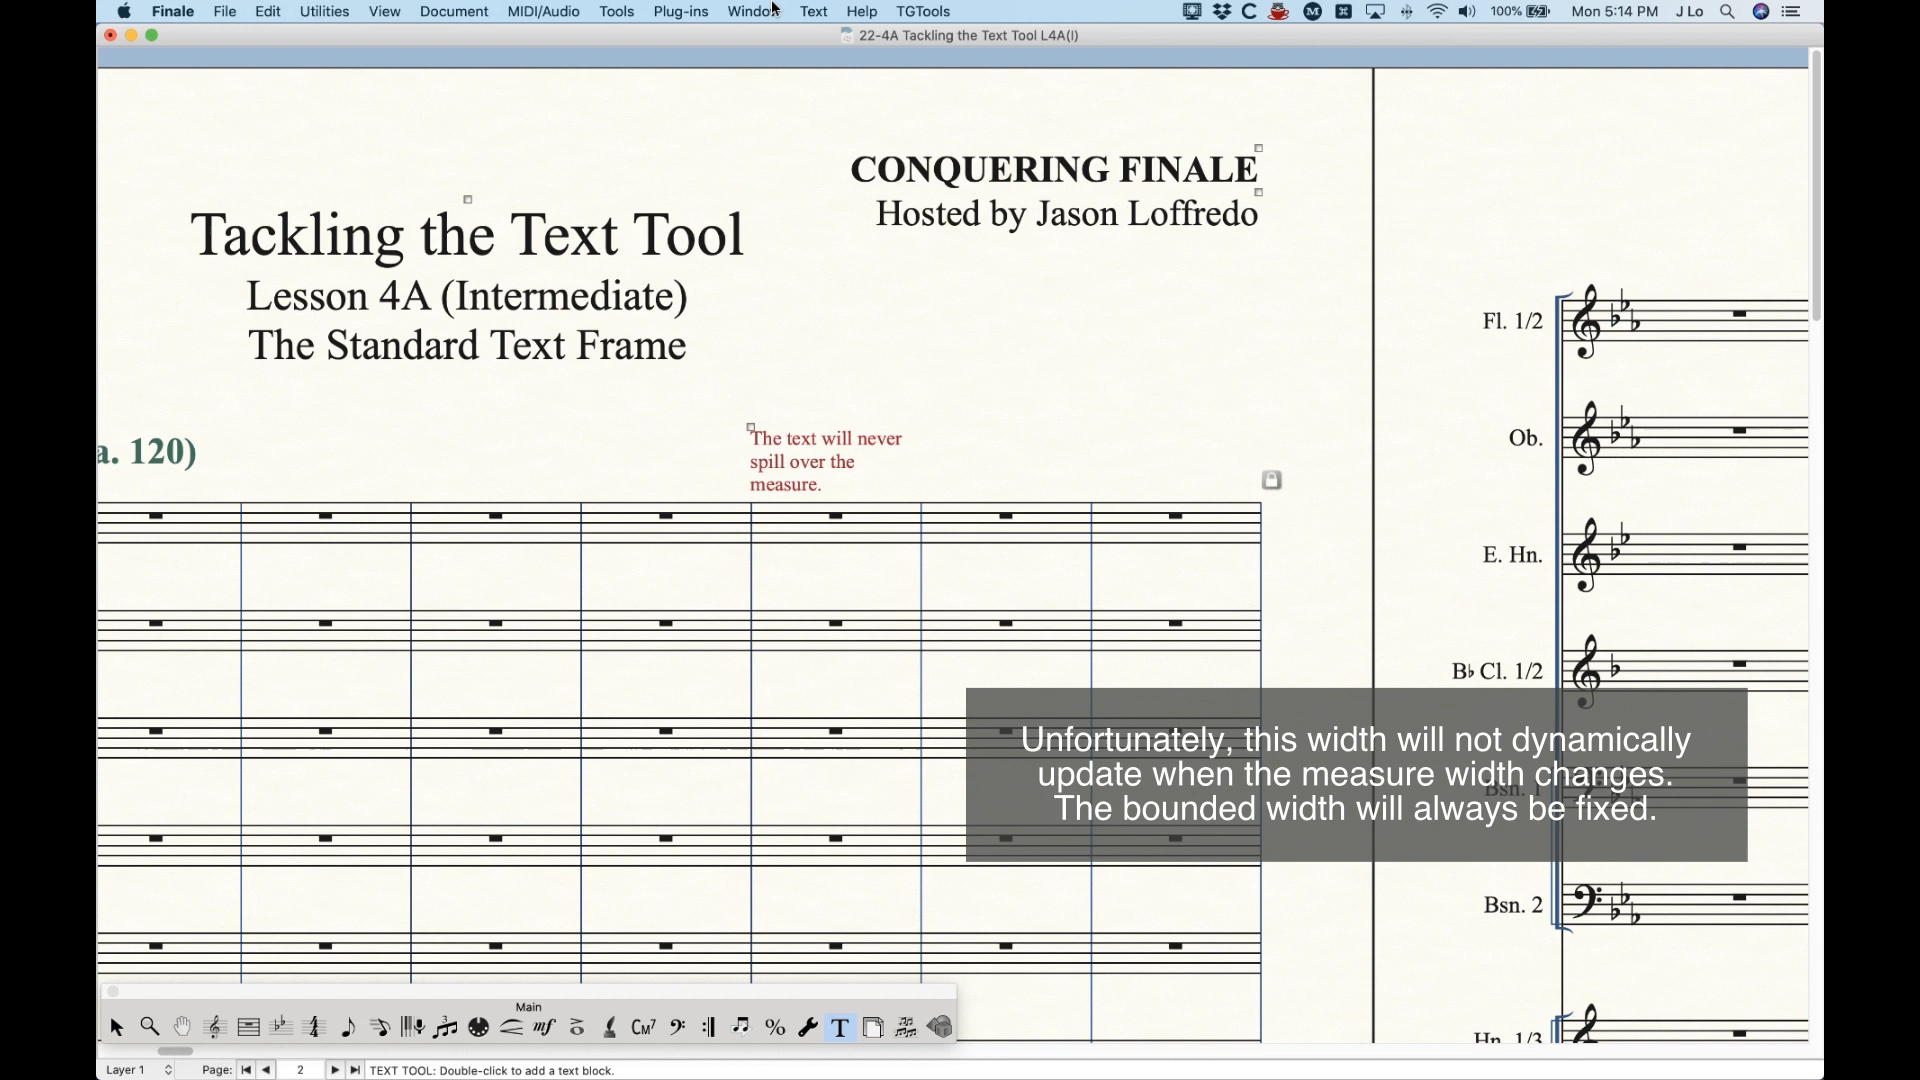 Finale File Edit Utilities View Document MIDI/Audio Tools Plug-ins Window Text Help TGTools 100% Mon 5:14 PM J Lo
22-4A Tackling the Text Tool L4A(I)
CONQUERING FINALE
Hosted by Jason Loffredo
Tackling the Text Tool
Lesson 4A (Intermediate)
The Standard Text Frame
a. 120)
The text will never
spill over the
measure.
Fl. 1/2
Ob.
E. Hn.
B♭ Cl. 1/2
Unfortunately, this width will not dynamically
update when the measure width changes.
The bounded width will always be fixed.
Bsn. 1
Bsn. 2
Hn. 1/3
Main
mf CM7 % T
Layer 1 Page: 2 TEXT TOOL: Double-click to add a text block.